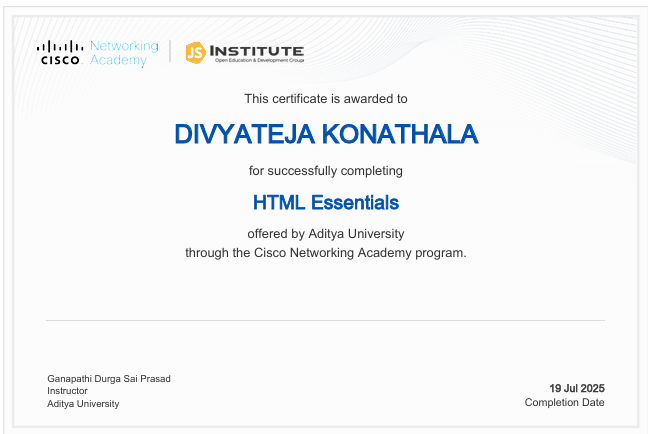 CISCO Networking Academy
JS INSTITUTE
Open Education & Development Group
This certificate is awarded to
DIVYATEJA KONATHALA
for successfully completing
HTML Essentials
offered by Aditya University
through the Cisco Networking Academy program.
Ganapathi Durga Sai Prasad
Instructor
Aditya University
19 Jul 2025
Completion Date